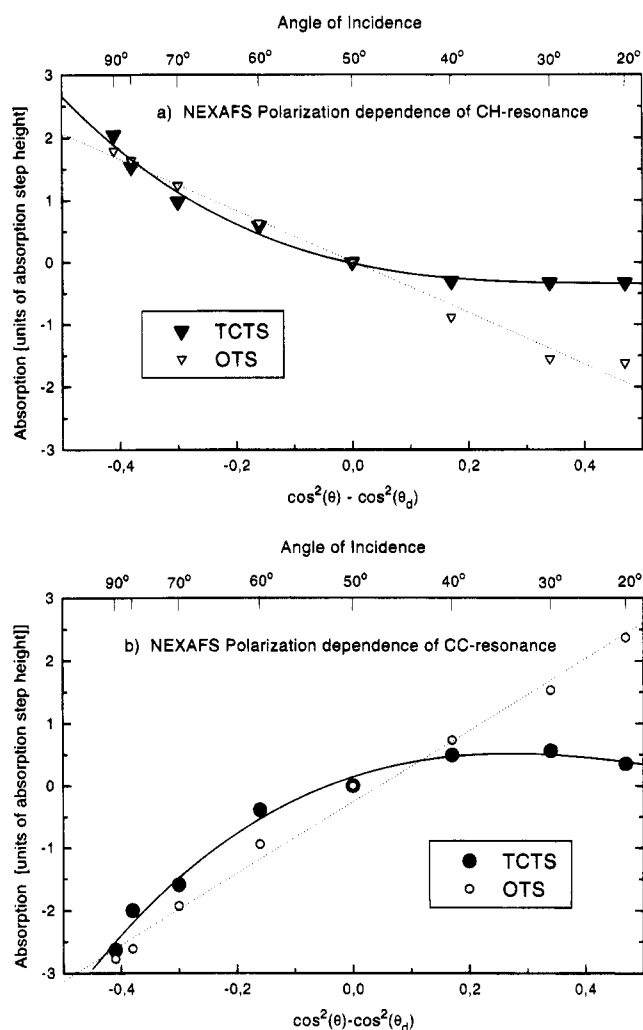 Angle of Incidence
90° 70° 60° 50° 40° 30° 20°
3
a) NEXAFS Polarization dependence of CH-resonance
2
1
0
-1
-2
-3
Absorption [units of absorption step height]
TCTS
OTS
-0,4 -0,2 0,0 0,2 0,4
cos²(θ) - cos²(θd)
Angle of Incidence
90° 70° 60° 50° 40° 30° 20°
3
b) NEXAFS Polarization dependence of CC-resonance
2
1
0
-1
-2
-3
Absorption [units of absorption step height]]
TCTS
OTS
-0,4 -0,2 0,0 0,2 0,4
cos²(θ)-cos²(θd)